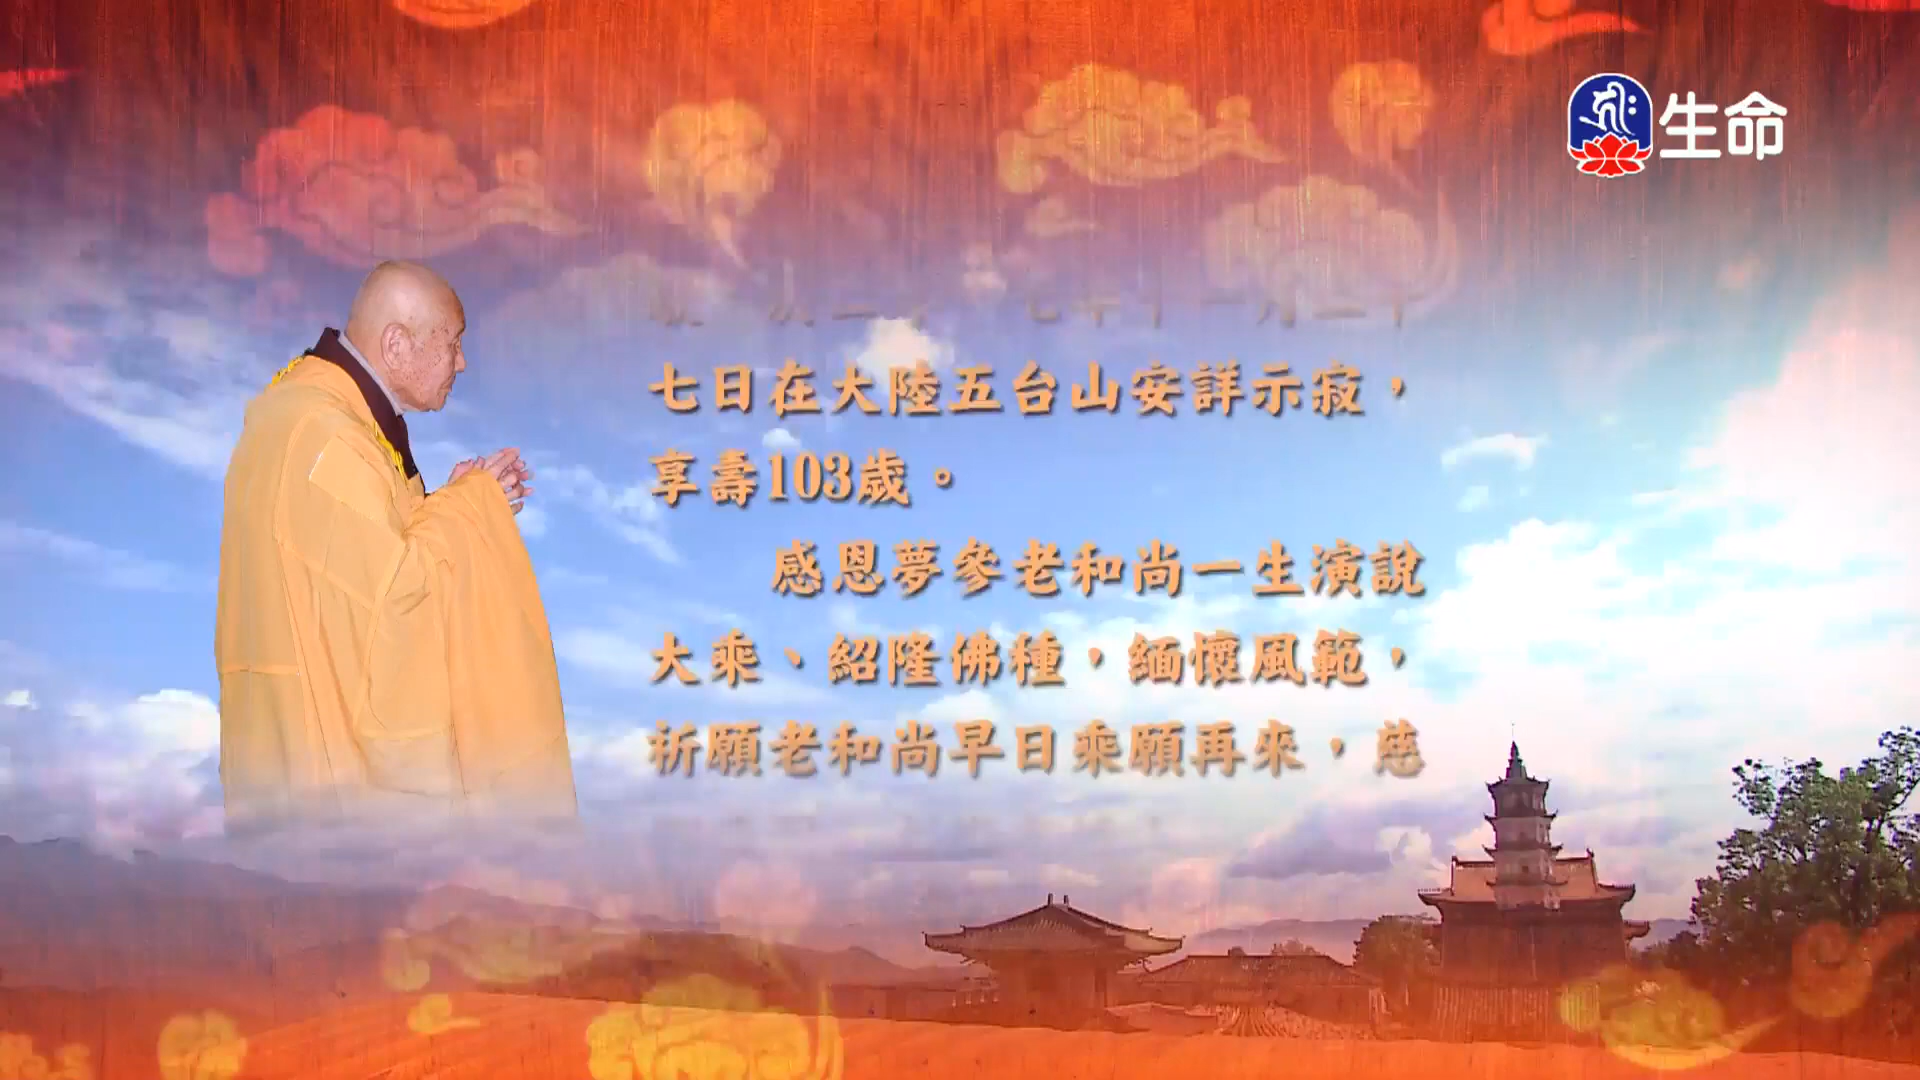 生命
七日在大陸五台山安詳示寂，
享壽103歲。
感恩夢參老和尚一生演說
大乘、紹隆佛種，緬懷風範，
祈願老和尚早日乘願再來，慈